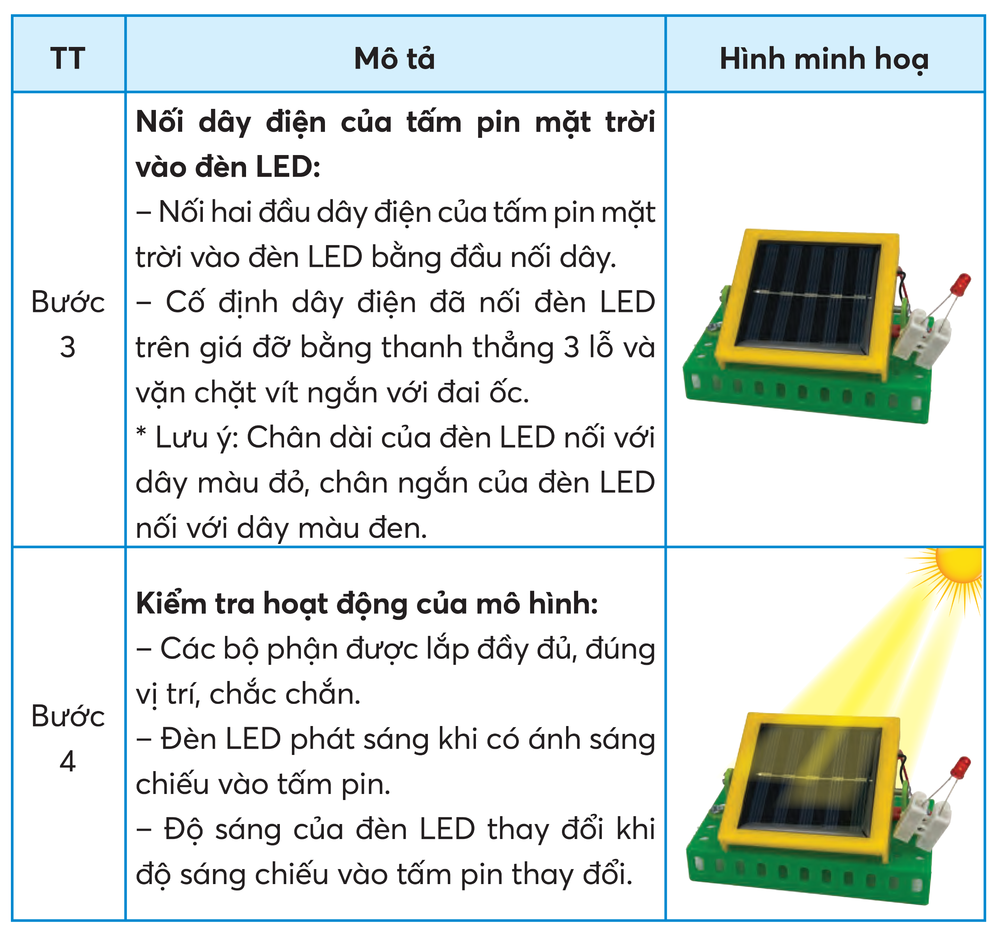 TT
Mô tả
Hình minh hoạ
Bước
3
Nối dây điện của tấm pin mặt trời
vào đèn LED:
– Nối hai đầu dây điện của tấm pin mặt
trời vào đèn LED bằng đầu nối dây.
– Cố định dây điện đã nối đèn LED
trên giá đỡ bằng thanh thẳng 3 lỗ và
vặn chặt vít ngắn với đai ốc.
* Lưu ý: Chân dài của đèn LED nối với
dây màu đỏ, chân ngắn của đèn LED
nối với dây màu đen.
Bước
4
Kiểm tra hoạt động của mô hình:
– Các bộ phận được lắp đầy đủ, đúng
vị trí, chắc chắn.
– Đèn LED phát sáng khi có ánh sáng
chiếu vào tấm pin.
– Độ sáng của đèn LED thay đổi khi
độ sáng chiếu vào tấm pin thay đổi.